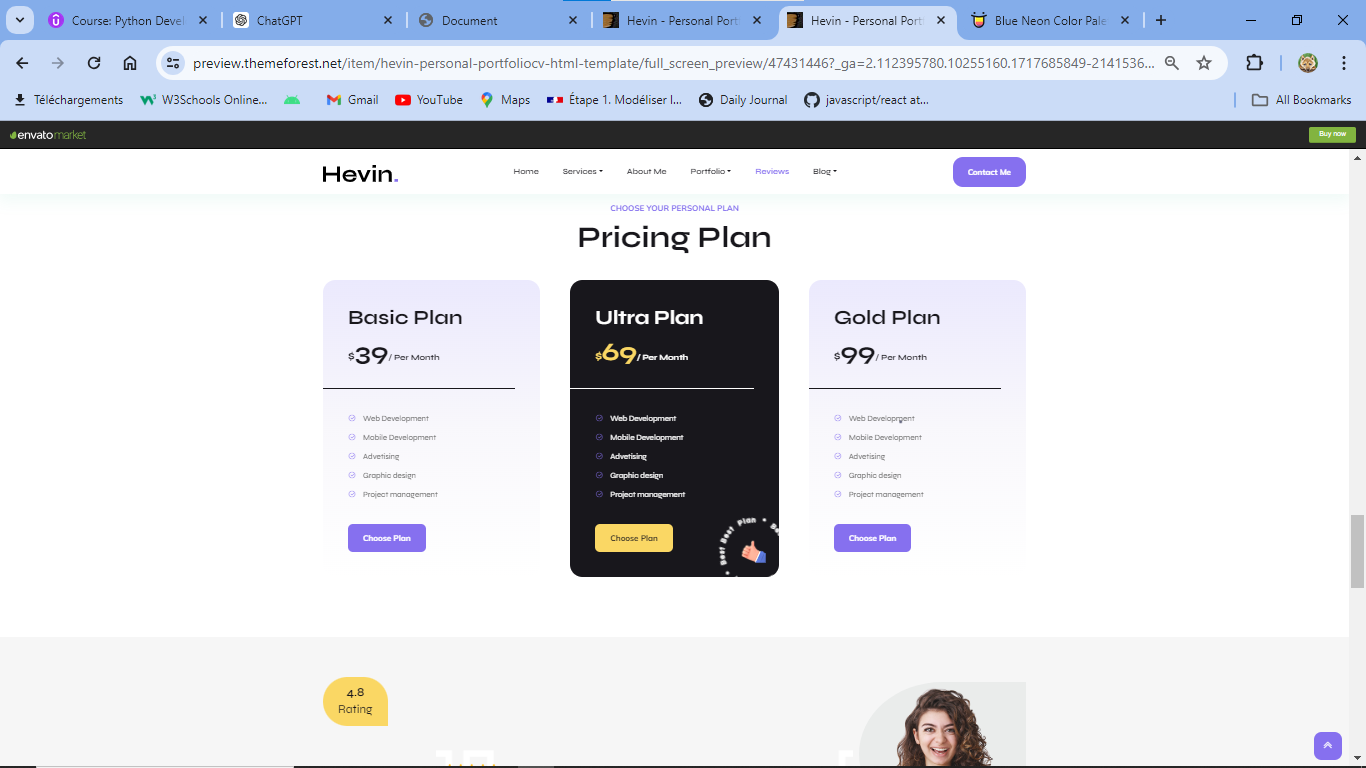 Course: Python Devel
ChatGPT
Document
Hevin - Personal Port
Hevin - Personal Port
Blue Neon Color Pale
preview.themeforest.net/item/hevin-personal-portfoliocv-html-template/full_screen_preview/47431446?_ga=2.112395780.10255160.1717685849-2141536...
Téléchargements
W3Schools Online...
Gmail
YouTube
Maps
Étape 1. Modéliser l...
Daily Journal
javascript/react at...
All Bookmarks
envato market
Buy now
Hevin.
Home
Services
About Me
Portfolio
Reviews
Blog
Contact Me
CHOOSE YOUR PERSONAL PLAN
Pricing Plan
Basic Plan
$39/ Per Month
Web Development
Mobile Development
Advetising
Graphic design
Project management
Choose Plan
Ultra Plan
$69/ Per Month
Web Development
Mobile Development
Advetising
Graphic design
Project management
Choose Plan
Best Plan
Gold Plan
$99/ Per Month
Web Development
Mobile Development
Advetising
Graphic design
Project management
Choose Plan
4.8
Rating